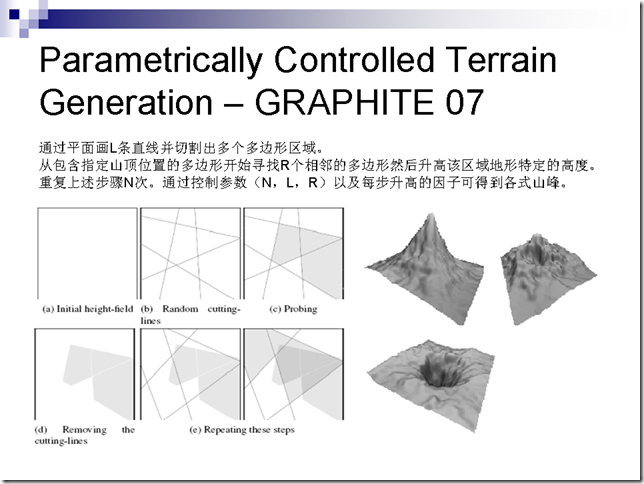 Parametrically Controlled Terrain
Generation – GRAPHITE 07
通过平面画L条直线并切割出多个多边形区域。
从包含指定山顶位置的多边形开始寻找R个相邻的多边形然后升高该区域地形特定的高度。
重复上述步骤N次。通过控制参数（N，L，R）以及每步升高的因子可得到各式山峰。
(a) Initial height-field
(b) Random cutting-
lines
(c) Probing
(d) Removing the
cutting-lines
(e) Repeating these steps